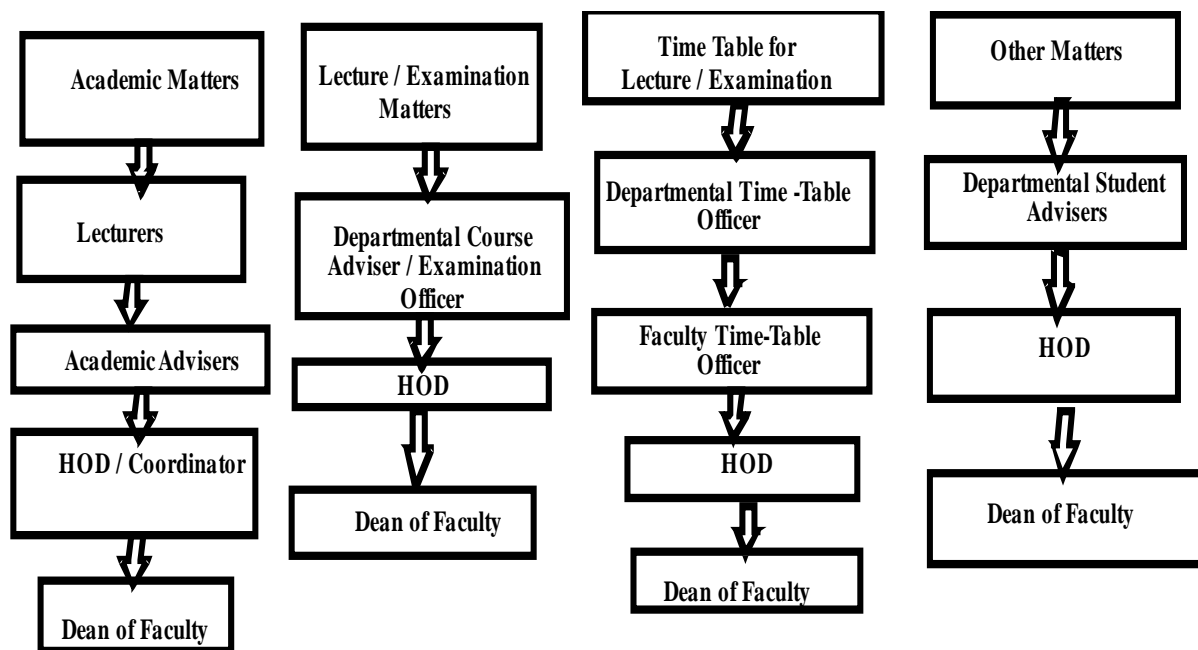 Academic Matters
Lecturers
Academic Advisers
HOD / Coordinator
Dean of Faculty
Lecture / Examination
Matters
Departmental Course
Adviser / Examination
Officer
HOD
Dean of Faculty
Time Table for
Lecture / Examination
Departmental Time -Table
Officer
Faculty Time-Table
Officer
HOD
Dean of Faculty
Other Matters
Departmental Student
Advisers
HOD
Dean of Faculty